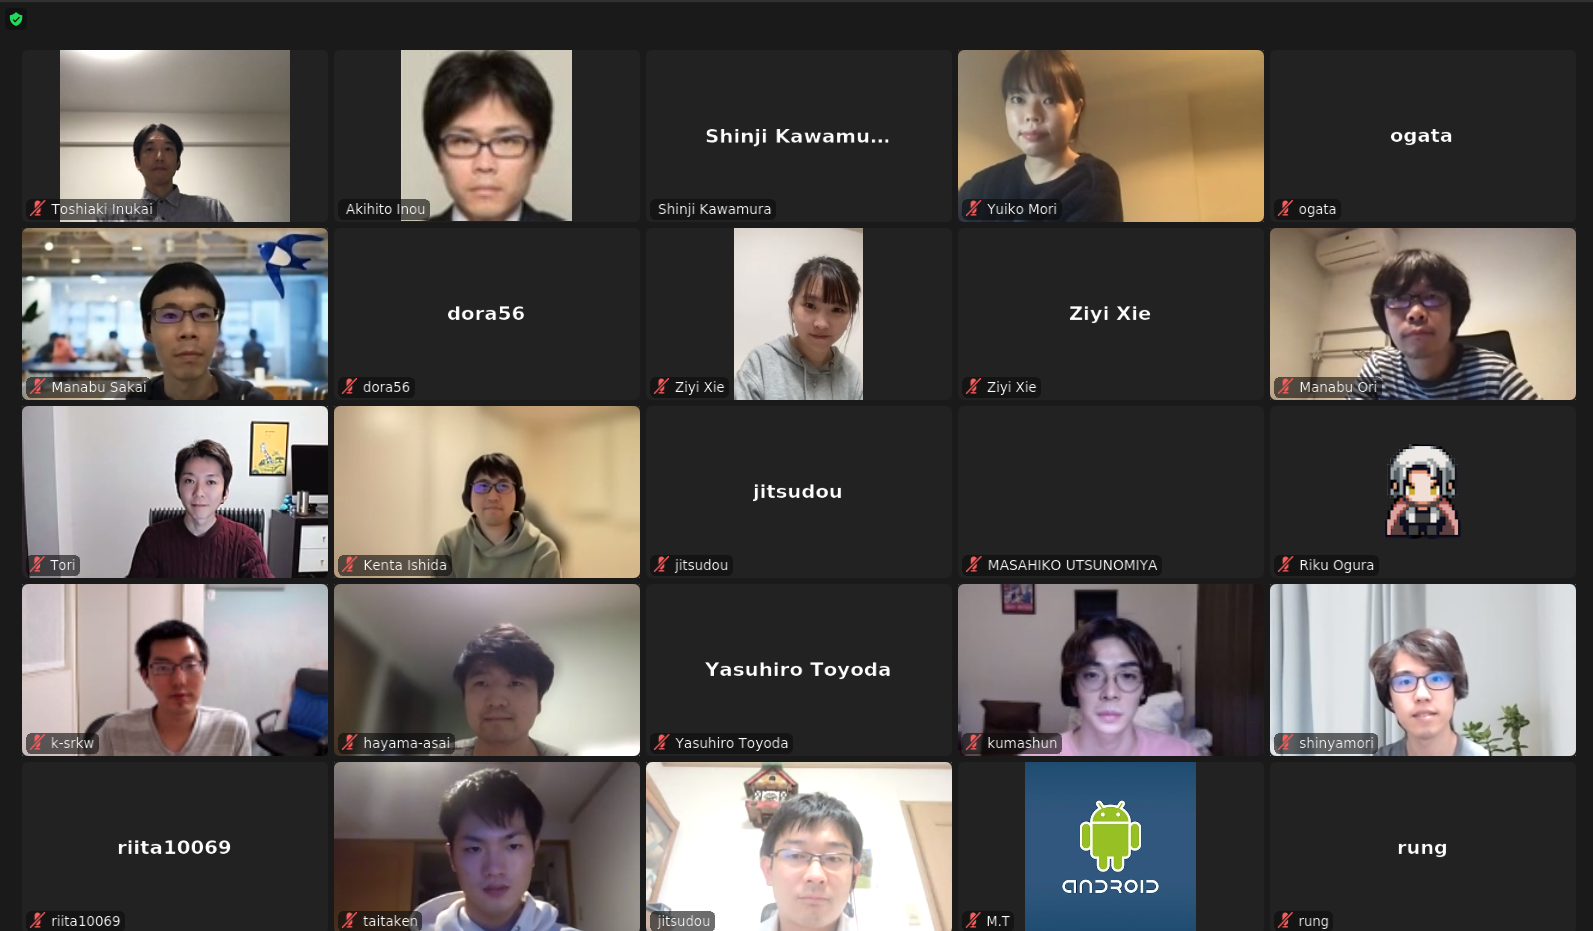 Toshiaki Inukai
Akihito Inou
Shinji Kawamu...
Shinji Kawamura
Yuiko Mori
ogata
ogata
Manabu Sakai
dora56
dora56
Ziyi Xie
Ziyi Xie
Ziyi Xie
Manabu Ori
Tori
Kenta Ishida
jitsudou
jitsudou
MASAHIKO UTSUNOMIYA
Riku Ogura
k-srkw
hayama-asai
Yasuhiro Toyoda
Yasuhiro Toyoda
kumashun
shinyamori
riita10069
riita10069
taitaken
jitsudou
ANDROID
M.T
rung
rung